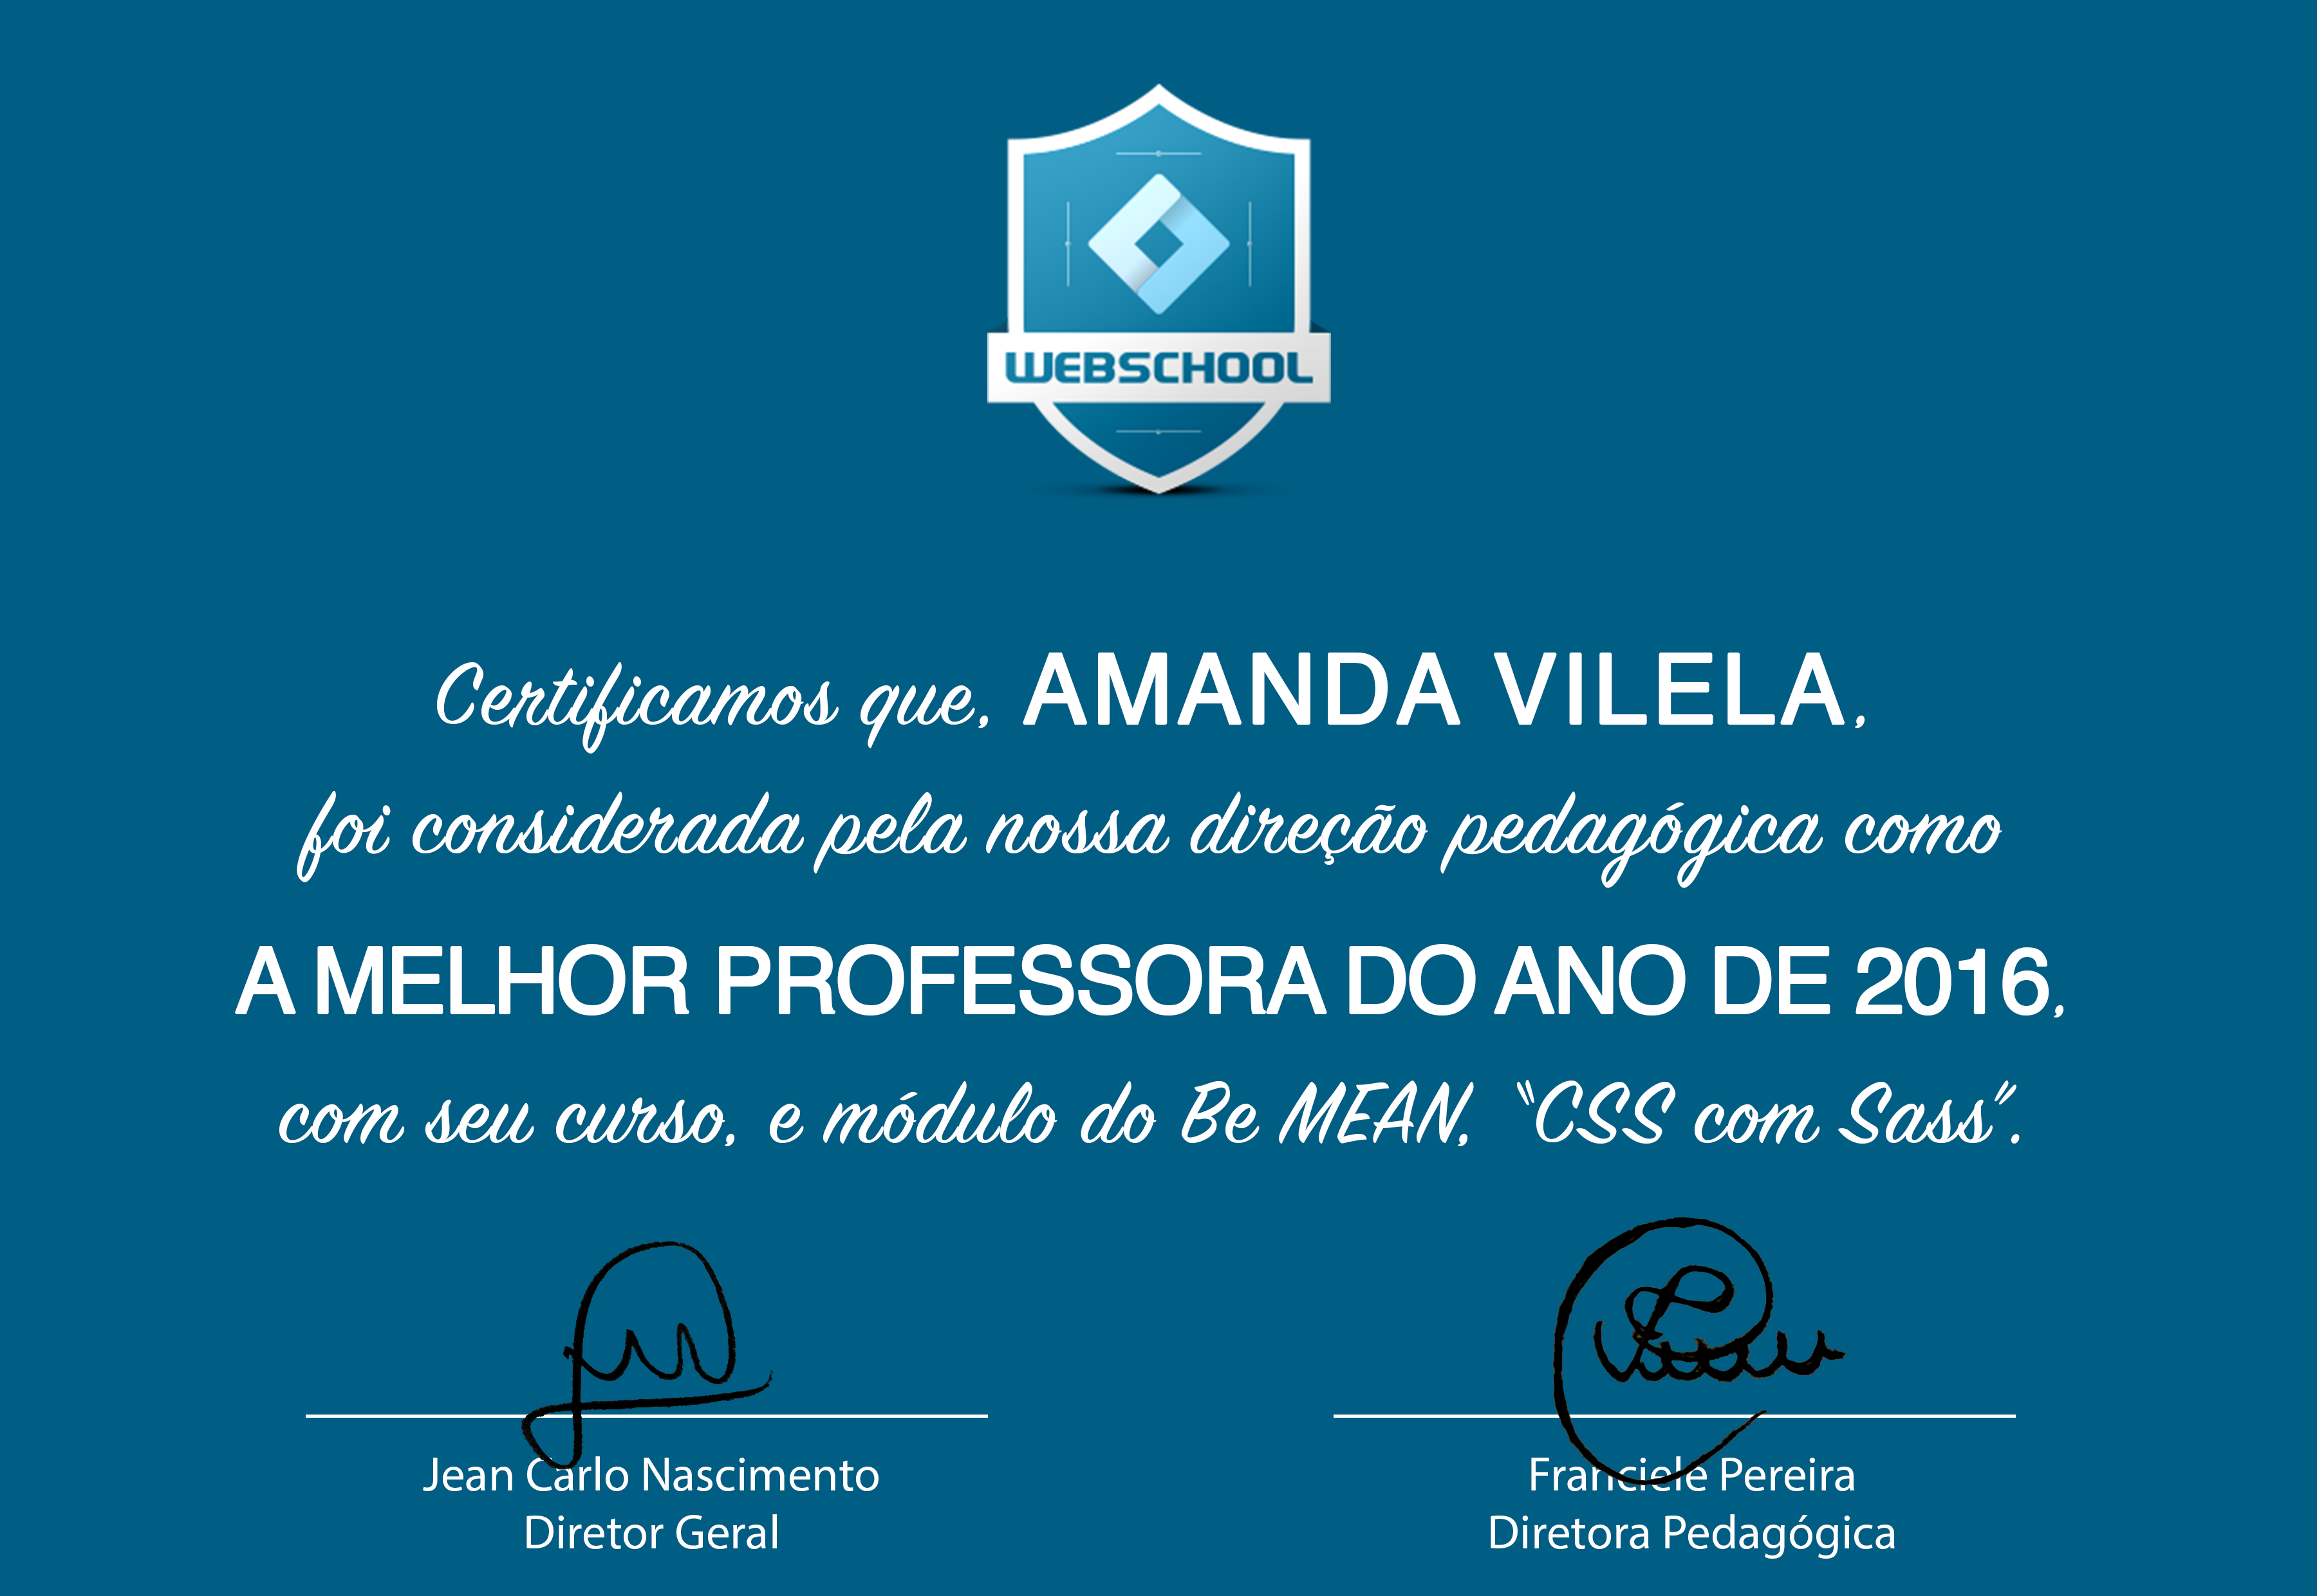 WEBSCHOOL
Certificamos que, AMANDA VILELA,
foi considerada pela nossa direção pedagógica como
A MELHOR PROFESSORA DO ANO DE 2016,
com seu curso, e módulo do Be MEAN, “CSS com Sass”.
Jean Carlo Nascimento
Diretor Geral
Franciele Pereira
Diretora Pedagógica